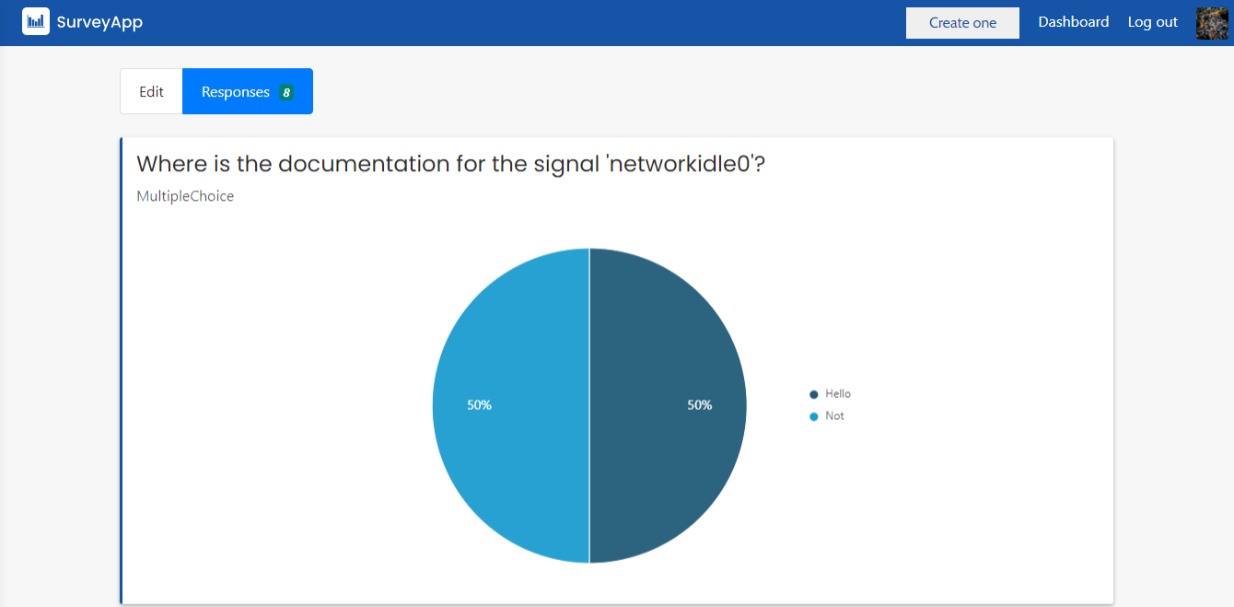 SurveyApp
Create one
Dashboard
Log out
Edit
Responses 8
Where is the documentation for the signal 'networkidle0'?
MultipleChoice
50%
50%
Hello
Not